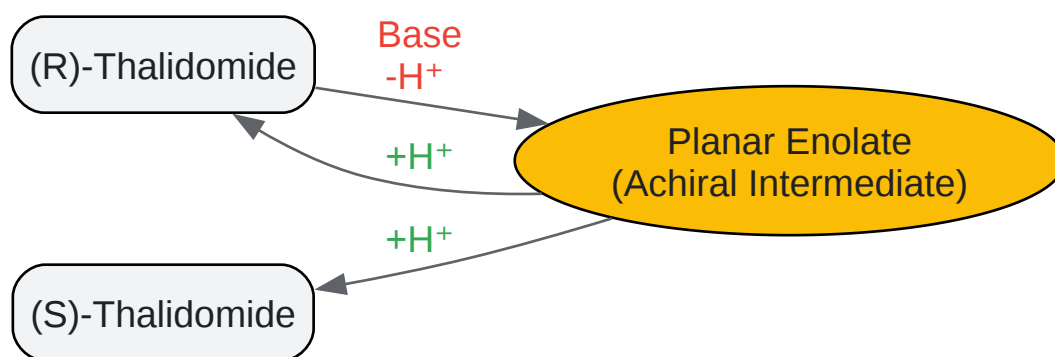 (R)-Thalidomide
Base
-H⁺
+H⁺
Planar Enolate
(Achiral Intermediate)
+H⁺
(S)-Thalidomide